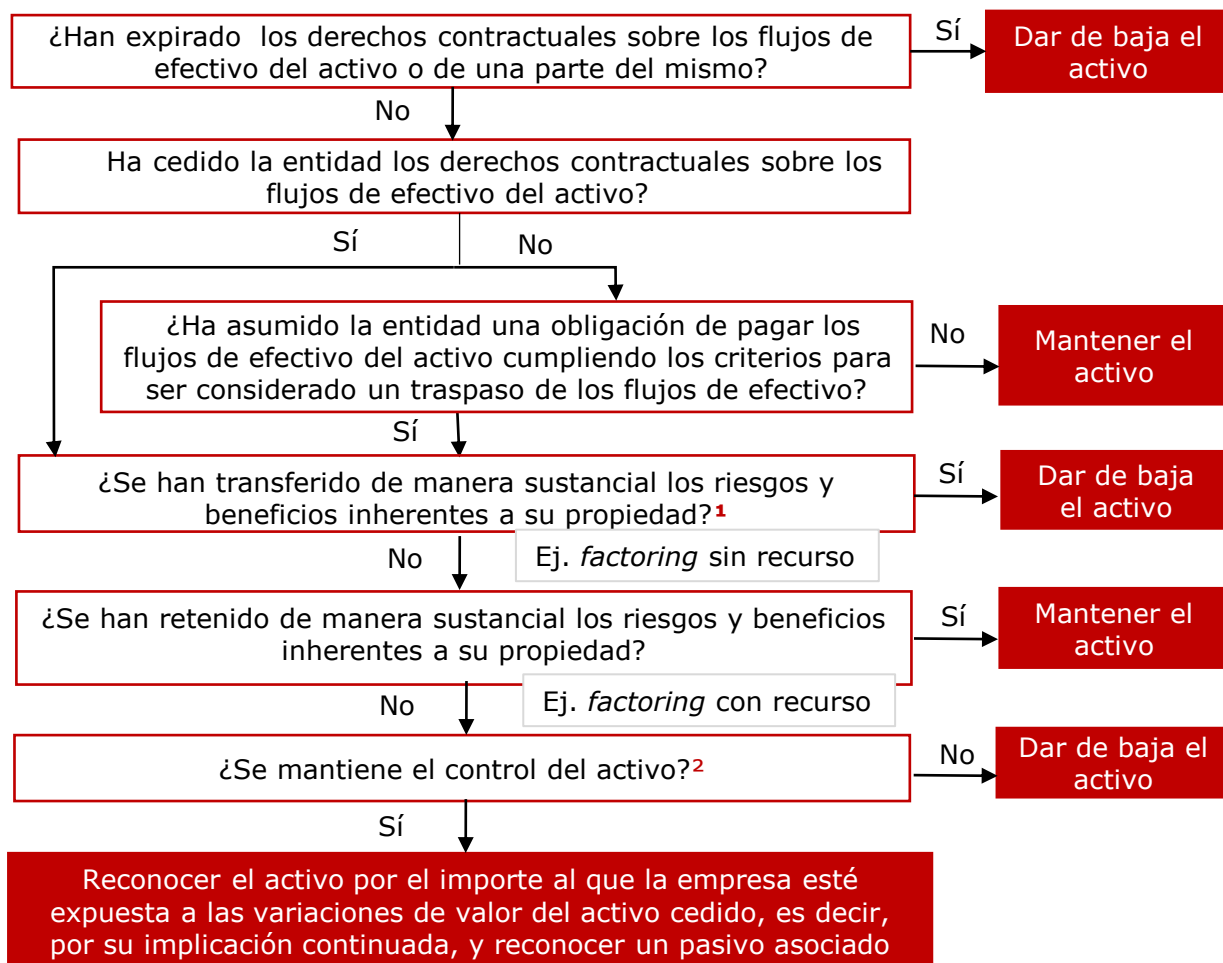 ¿Han expirado los derechos contractuales sobre los flujos de
efectivo del activo o de una parte del mismo?
Sí
Dar de baja el
activo
No
Ha cedido la entidad los derechos contractuales sobre los
flujos de efectivo del activo?
Sí
No
¿Ha asumido la entidad una obligación de pagar los
flujos de efectivo del activo cumpliendo los criterios para
ser considerado un traspaso de los flujos de efectivo?
No
Mantener el
activo
Sí
¿Se han transferido de manera sustancial los riesgos y
beneficios inherentes a su propiedad?¹
Sí
Dar de baja
el activo
No
Ej. factoring sin recurso
¿Se han retenido de manera sustancial los riesgos y beneficios
inherentes a su propiedad?
Sí
Mantener el
activo
No
Ej. factoring con recurso
¿Se mantiene el control del activo?²
No
Dar de baja el
activo
Sí
Reconocer el activo por el importe al que la empresa esté
expuesta a las variaciones de valor del activo cedido, es decir,
por su implicación continuada, y reconocer un pasivo asociado